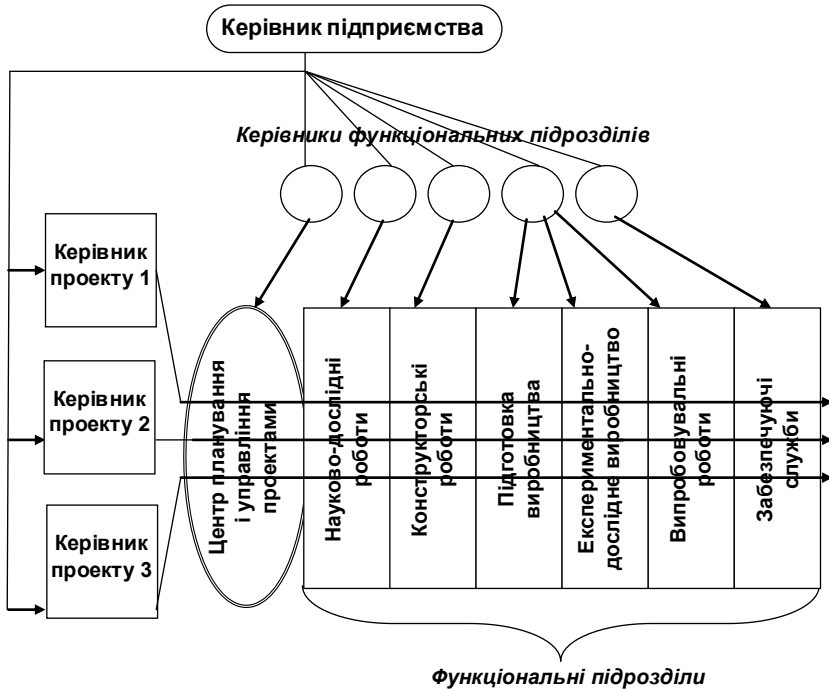 Керівник підприємства
Керівники функціональних підрозділів
Керівник
проекту 1
Керівник
проекту 2
Керівник
проекту 3
Центр планування
і управління
проектами
Науково-дослідні
роботи
Конструкторські
роботи
Підготовка
виробництва
Експериментально-
дослідне виробництво
Випробовувальні
роботи
Забезпечуючі
служби
Функціональні підрозділи